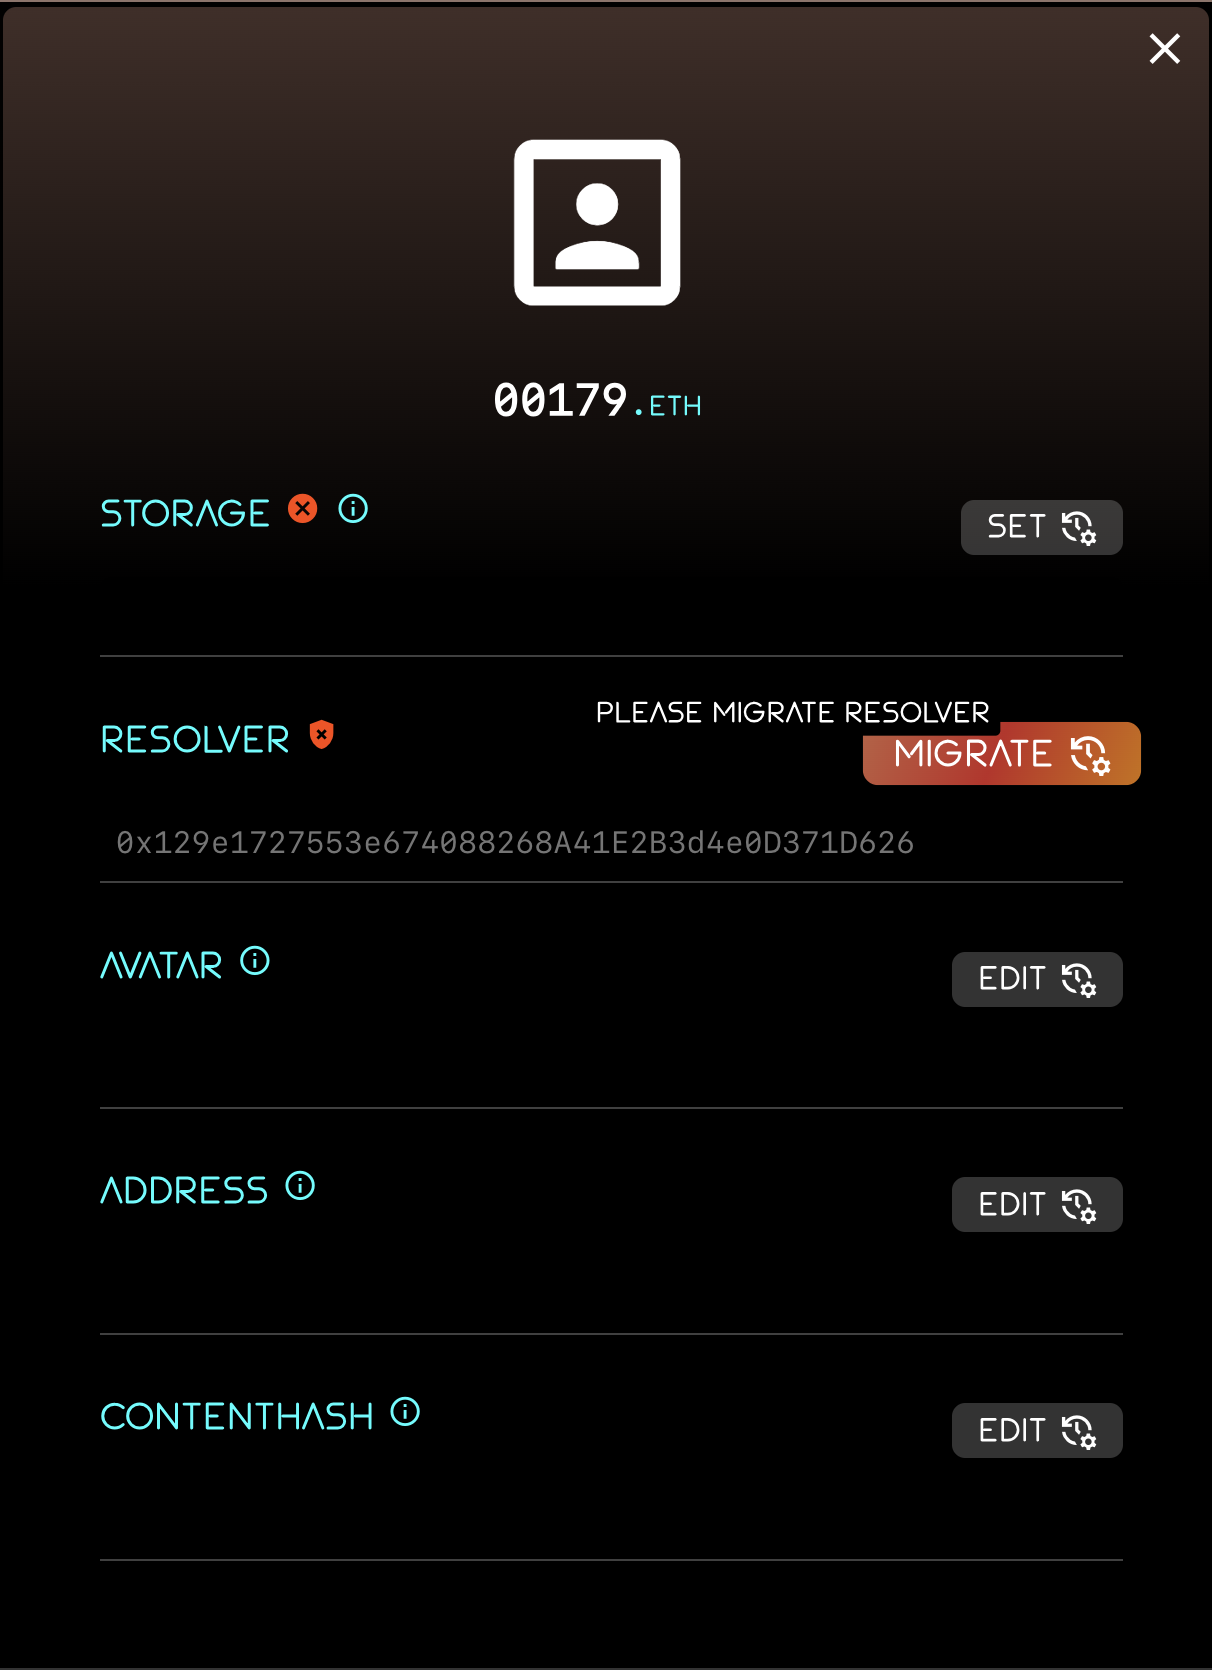 00179.ETH
STORAGE
SET
PLEASE MIGRATE RESOLVER
RESOLVER
MIGRATE
0x129e1727553e674088268A41E2B3d4e0D371D626
AVATAR
EDIT
ADDRESS
EDIT
CONTENTHASH
EDIT